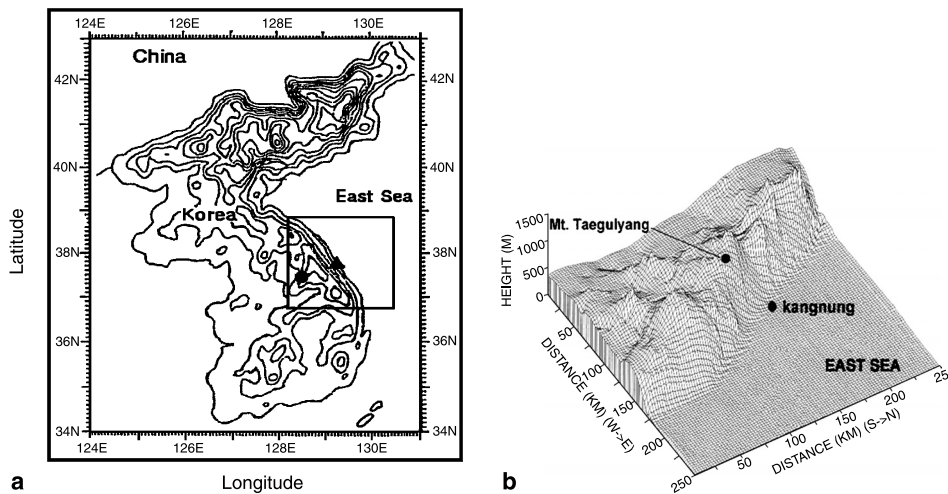 124E 126E 128E 130E
China
42N 42N
40N 40N
East Sea
Korea
38N 38N
36N 36N
34N 34N
124E 126E 128E 130E
Latitude
Longitude
a
1500
1000
500
0
HEIGHT (M)
Mt. Taegulyang
kangnung
EAST SEA
50
100
150
200
250
DISTANCE (KM) (W->E)
50
100
150
200
25
DISTANCE (KM) (S->N)
b